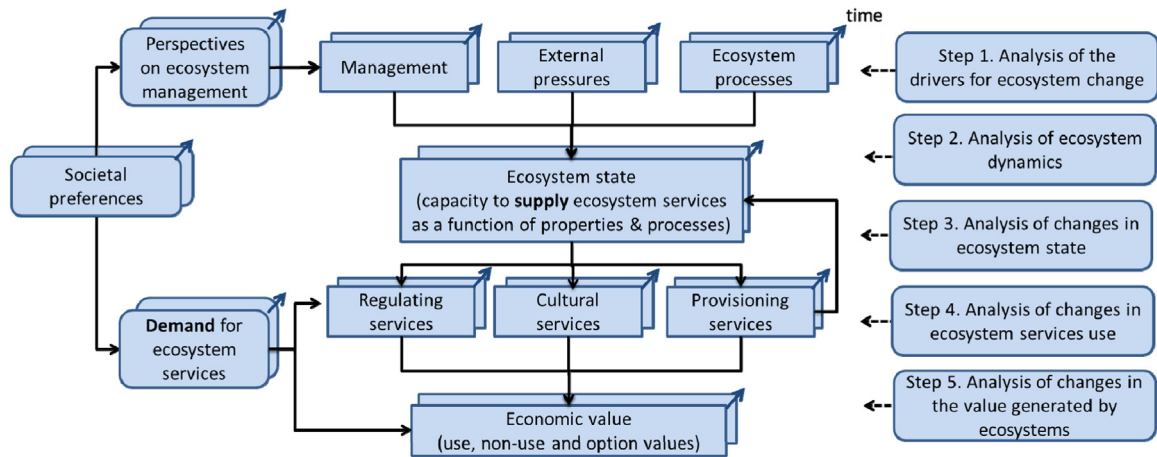 time
Perspectives
on ecosystem
management
Management
External
pressures
Ecosystem
processes
Step 1. Analysis of the
drivers for ecosystem change
Societal
preferences
Ecosystem state
(capacity to supply ecosystem services
as a function of properties & processes)
Step 2. Analysis of ecosystem
dynamics
Step 3. Analysis of changes in
ecosystem state
Demand for
ecosystem
services
Regulating
services
Cultural
services
Provisioning
services
Step 4. Analysis of changes in
ecosystem services use
Economic value
(use, non-use and option values)
Step 5. Analysis of changes in
the value generated by
ecosystems